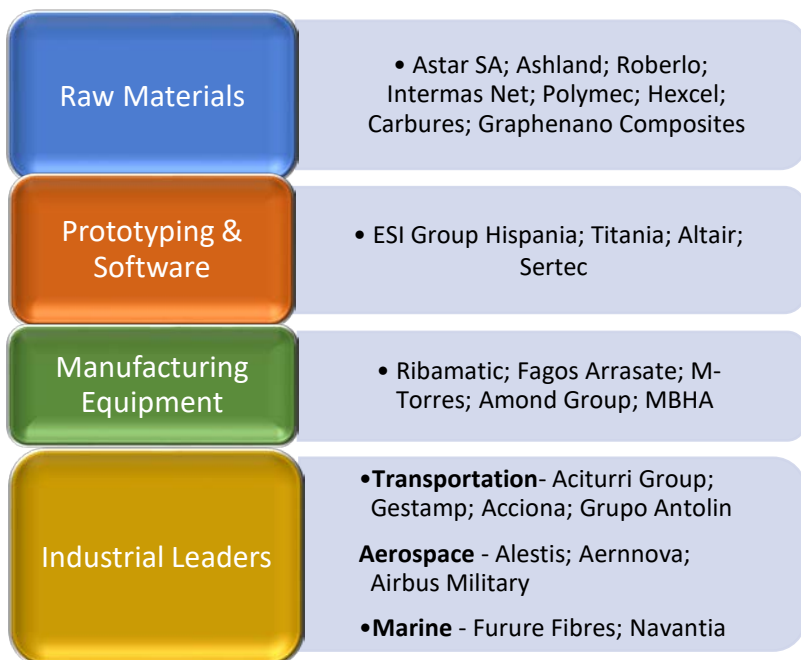 Raw Materials
• Astar SA; Ashland; Roberlo;
Intermas Net; Polymec; Hexcel;
Carbures; Graphenano Composites
Prototyping &
Software
• ESI Group Hispania; Titania; Altair;
Sertec
Manufacturing
Equipment
• Ribamatic; Fagos Arrasate; M-
Torres; Amond Group; MBHA
Industrial Leaders
•Transportation- Aciturri Group;
Gestamp; Acciona; Grupo Antolin
Aerospace - Alestis; Aernnova;
Airbus Military
•Marine - Furure Fibres; Navantia